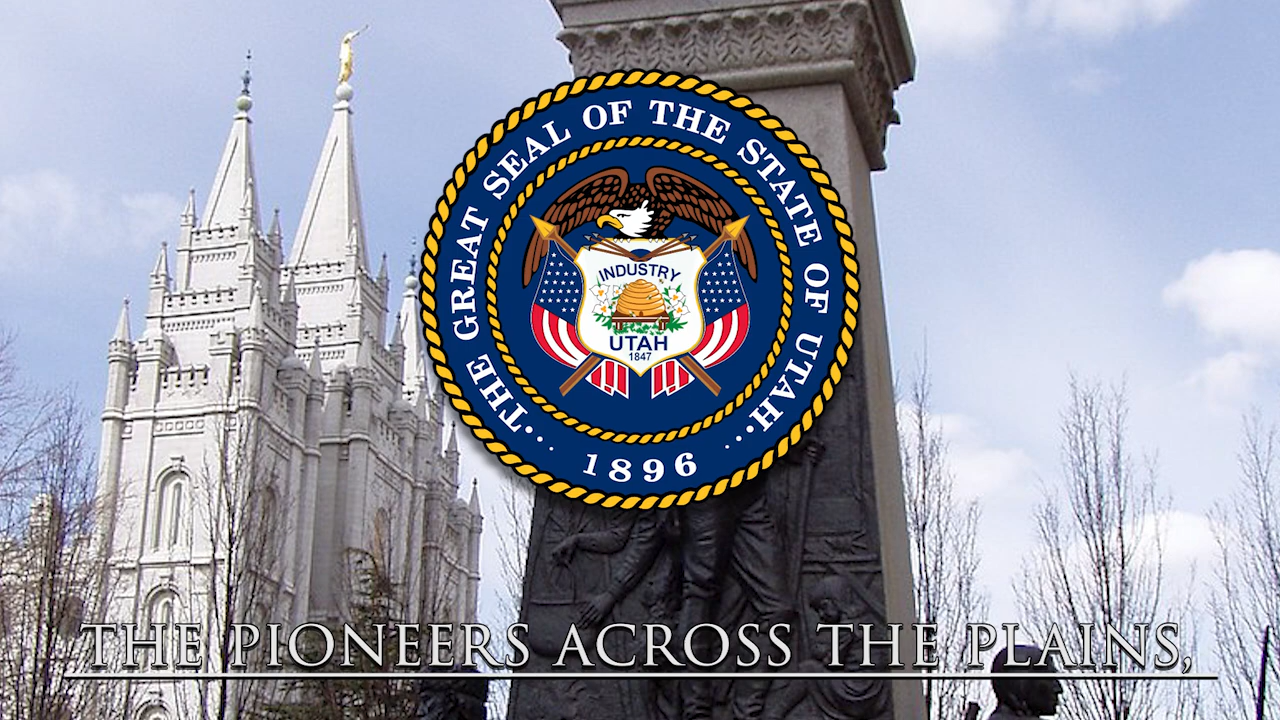 THE GREAT SEAL OF THE STATE OF UTAH
INDUSTRY
UTAH
1847
1896
THE PIONEERS ACROSS THE PLAINS,